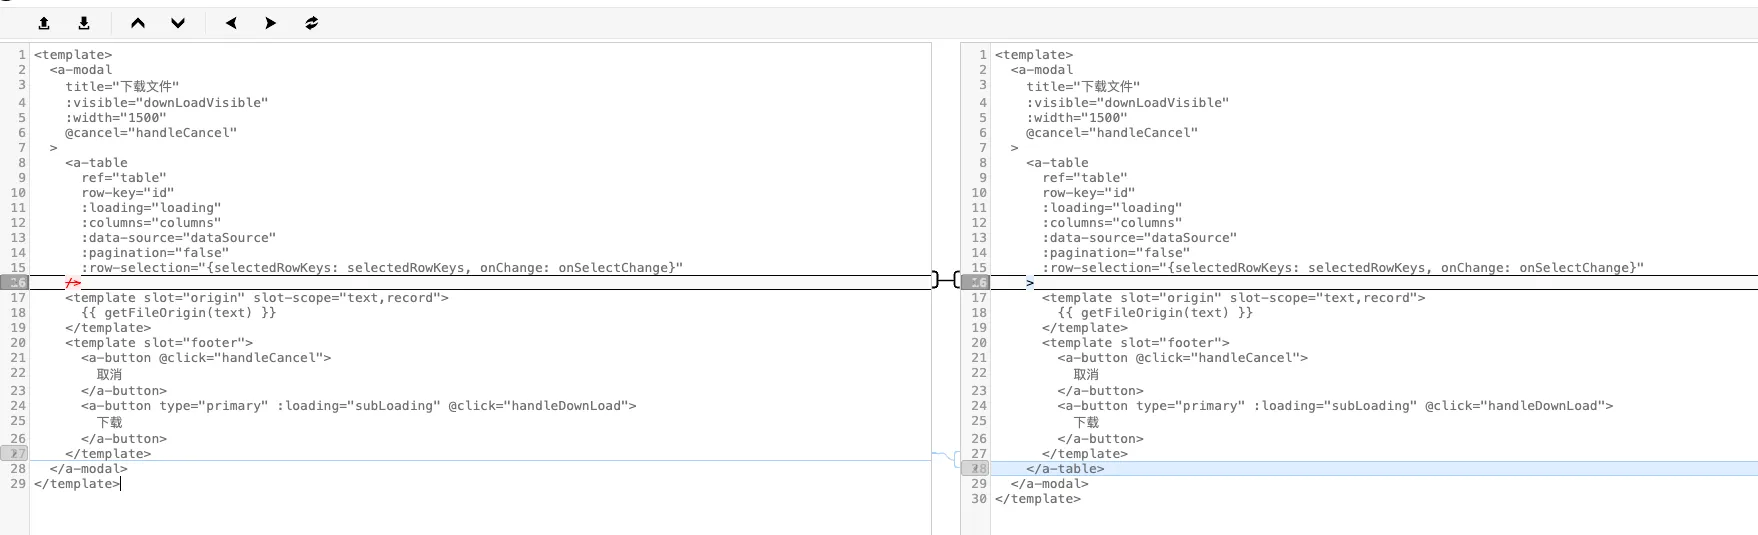 1 <template>
2 <a-modal
3 title="下载文件"
4 :visible="downLoadVisible"
5 :width="1500"
6 @cancel="handleCancel"
7 >
8 <a-table
9 ref="table"
10 row-key="id"
11 :loading="loading"
12 :columns="columns"
13 :data-source="dataSource"
14 :pagination="false"
15 :row-selection="{selectedRowKeys: selectedRowKeys, onChange: onSelectChange}"
16 />
17 <template slot="origin" slot-scope="text,record">
18 {{ getFileOrigin(text) }}
19 </template>
20 <template slot="footer">
21 <a-button @click="handleCancel">
22 取消
23 </a-button>
24 <a-button type="primary" :loading="subLoading" @click="handleDownLoad">
25 下载
26 </a-button>
27 </template>
28 </a-modal>
29 </template>
1 <template>
2 <a-modal
3 title="下载文件"
4 :visible="downLoadVisible"
5 :width="1500"
6 @cancel="handleCancel"
7 >
8 <a-table
9 ref="table"
10 row-key="id"
11 :loading="loading"
12 :columns="columns"
13 :data-source="dataSource"
14 :pagination="false"
15 :row-selection="{selectedRowKeys: selectedRowKeys, onChange: onSelectChange}"
16 >
17 <template slot="origin" slot-scope="text,record">
18 {{ getFileOrigin(text) }}
19 </template>
20 <template slot="footer">
21 <a-button @click="handleCancel">
22 取消
23 </a-button>
24 <a-button type="primary" :loading="subLoading" @click="handleDownLoad">
25 下载
26 </a-button>
27 </template>
28 </a-table>
29 </a-modal>
30 </template>